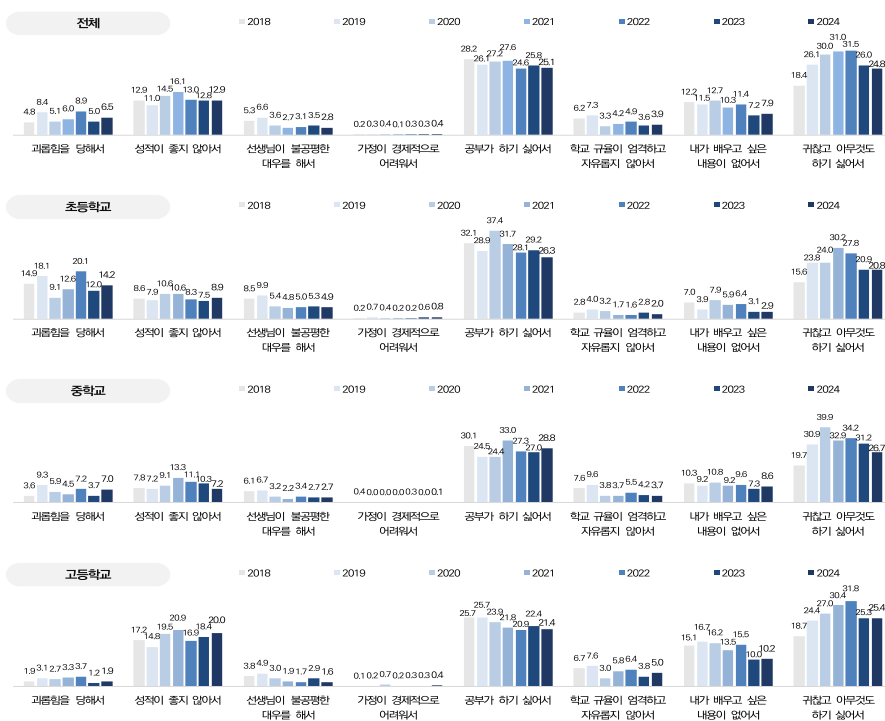 전체
2018 2019 2020 2021 2022 2023 2024
4.8 8.4 5.1 6.0 8.9 5.0 6.5
12.9 11.0 14.5 16.1 13.0 12.8 12.9
5.3 6.6 3.6 2.7 3.1 3.5 2.8
0.2 0.3 0.4 0.1 0.3 0.3 0.4
28.2 26.1 27.2 27.6 24.6 25.8 25.1
6.2 7.3 3.3 4.2 4.9 3.6 3.9
12.2 11.5 12.7 10.3 11.4 7.2 7.9
18.4 26.1 30.0 31.0 31.5 26.0 24.8
괴롭힘을 당해서
성적이 좋지 않아서
선생님이 불공평한
대우를 해서
가정이 경제적으로
어려워서
공부가 하기 싫어서
학교 규율이 엄격하고
자유롭지 않아서
내가 배우고 싶은
내용이 없어서
귀찮고 아무것도
하기 싫어서
초등학교
2018 2019 2020 2021 2022 2023 2024
14.9 18.1 9.1 12.6 20.1 12.0 14.2
8.6 7.9 10.6 10.6 8.3 7.5 8.9
8.5 9.9 5.4 4.8 5.0 5.3 4.9
0.2 0.7 0.4 0.2 0.2 0.6 0.8
32.1 28.9 37.4 31.7 28.1 29.2 26.3
2.8 4.0 3.2 1.7 1.6 2.8 2.0
7.0 3.9 7.9 5.9 6.4 3.1 2.9
15.6 23.8 24.0 30.2 27.8 20.9 20.8
괴롭힘을 당해서
성적이 좋지 않아서
선생님이 불공평한
대우를 해서
가정이 경제적으로
어려워서
공부가 하기 싫어서
학교 규율이 엄격하고
자유롭지 않아서
내가 배우고 싶은
내용이 없어서
귀찮고 아무것도
하기 싫어서
중학교
2018 2019 2020 2021 2022 2023 2024
3.6 9.3 5.9 4.5 7.2 3.7 7.0
7.8 7.2 9.1 13.3 11.1 10.3 7.2
6.1 6.7 3.2 2.2 3.4 2.7 2.7
0.4 0.0 0.0 0.0 0.3 0.0 0.1
30.1 24.5 24.4 33.0 27.3 27.0 28.8
7.6 9.6 3.8 3.7 5.5 4.2 3.7
10.3 9.2 10.8 9.2 9.6 7.3 8.6
19.7 30.9 39.9 32.9 34.2 31.2 26.7
괴롭힘을 당해서
성적이 좋지 않아서
선생님이 불공평한
대우를 해서
가정이 경제적으로
어려워서
공부가 하기 싫어서
학교 규율이 엄격하고
자유롭지 않아서
내가 배우고 싶은
내용이 없어서
귀찮고 아무것도
하기 싫어서
고등학교
2018 2019 2020 2021 2022 2023 2024
1.9 3.1 2.7 3.3 3.7 1.2 1.9
17.2 14.8 19.5 20.9 16.9 18.4 20.0
3.8 4.9 3.0 1.9 1.7 2.9 1.6
0.1 0.2 0.7 0.2 0.3 0.3 0.4
25.7 25.7 23.9 21.8 20.9 22.4 21.4
6.7 7.6 3.0 5.8 6.4 3.8 5.0
15.1 16.7 16.2 13.5 15.5 10.0 10.2
18.7 24.4 27.0 30.4 31.8 25.3 25.4
괴롭힘을 당해서
성적이 좋지 않아서
선생님이 불공평한
대우를 해서
가정이 경제적으로
어려워서
공부가 하기 싫어서
학교 규율이 엄격하고
자유롭지 않아서
내가 배우고 싶은
내용이 없어서
귀찮고 아무것도
하기 싫어서